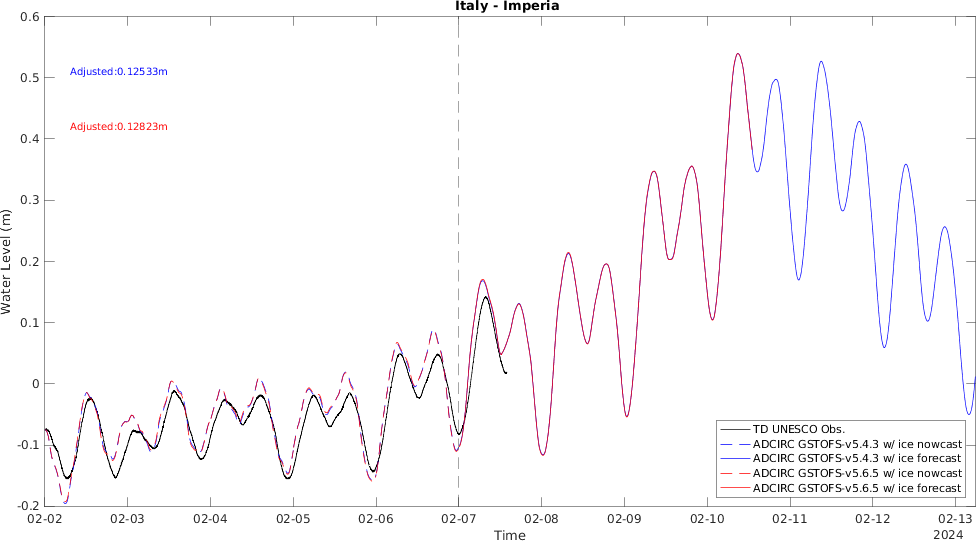 Italy - Imperia
0.6
0.5
0.4
0.3
0.2
0.1
0
-0.1
-0.2
Water Level (m)
Adjusted:0.12533m
Adjusted:0.12823m
TD UNESCO Obs.
ADCIRC GSTOFS-v5.4.3 w/ ice nowcast
ADCIRC GSTOFS-v5.4.3 w/ ice forecast
ADCIRC GSTOFS-v5.6.5 w/ ice nowcast
ADCIRC GSTOFS-v5.6.5 w/ ice forecast
02-02 02-03 02-04 02-05 02-06 02-07 02-08 02-09 02-10 02-11 02-12 02-13
Time
2024